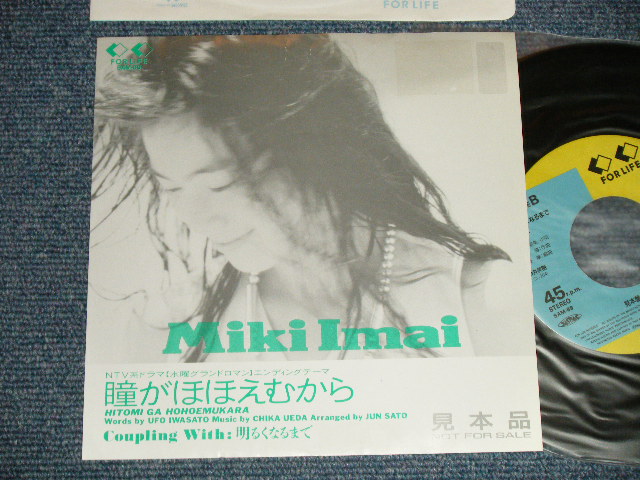 FOR LIFE
FOR LIFE
Miki Imai
NTV系ドラマ【水曜グランドロマン】エンディングテーマ
瞳がほほえむから
HITOMI GA HOHOEMUKARA
Words by UFO IWASATO Music by CHIKA UEDA Arranged by JUN SATO
Coupling With: 明るくなるまで
見本品
NOT FOR SALE
FOR LIFE
B
45 r.p.m.
STEREO